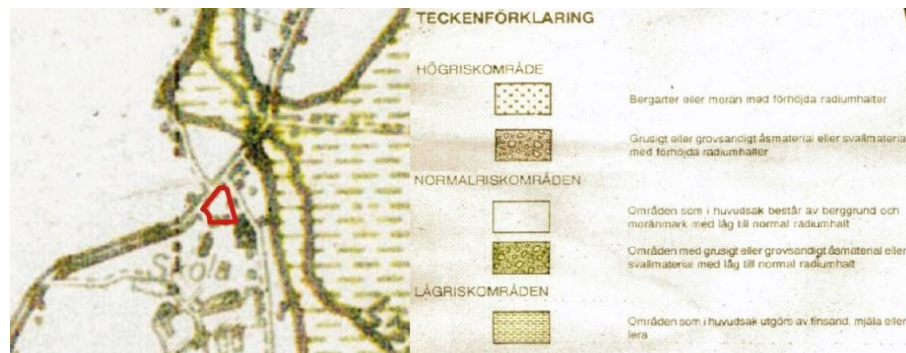 TECKENFÖRKLARING
HÖGRISKOMRÅDE
Bergarter eller morän med förhöjda radiumhalter
Grusigt eller grovsandigt åsmaterial eller svallmaterial
med förhöjda radiumhalter
NORMALRISKOMRÅDEN
Områden som i huvudsak består av berggrund och
moränmark med låg till normal radiumhalt
Områden med grusigt eller grovsandigt åsmaterial eller
svallmaterial med låg till normal radiumhalt
LÅGRISKOMRÅDEN
Områden som i huvudsak utgörs av finsand, mjäla eller
lera
Skola